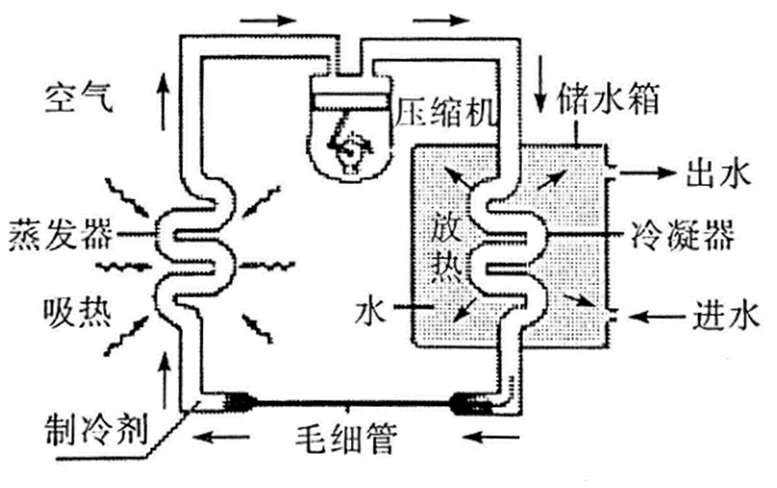 空气
压缩机
储水箱
出水
蒸发器
放热
冷凝器
吸热
水
进水
制冷剂
毛细管